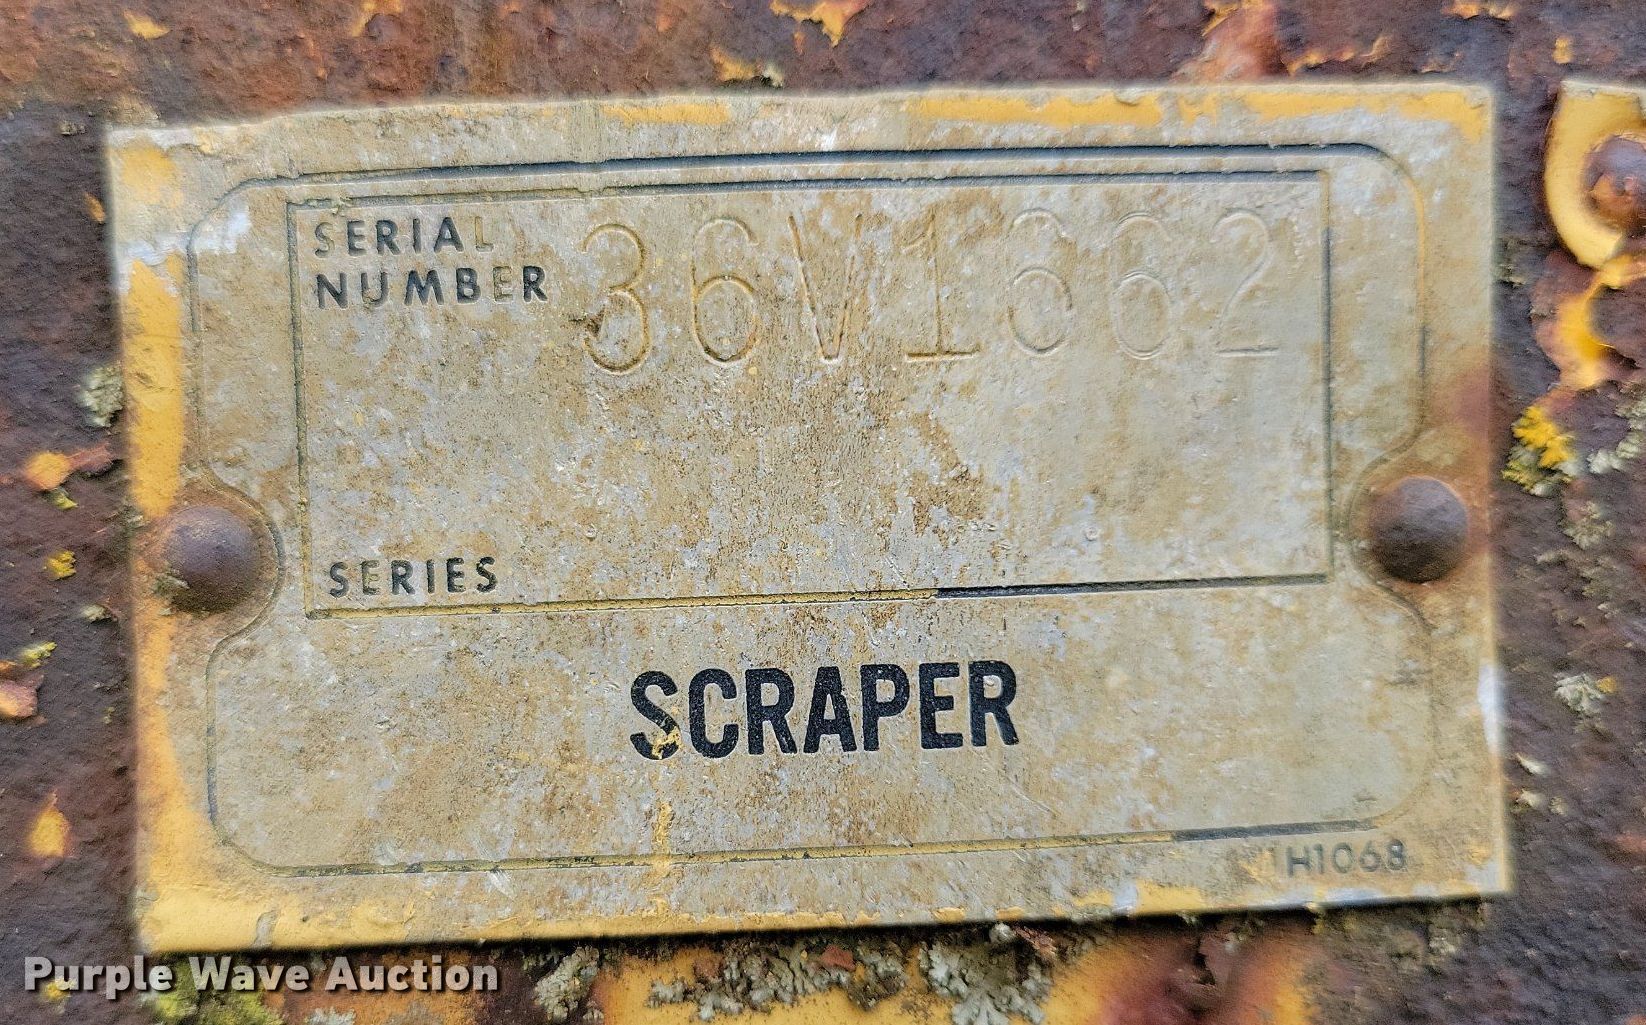 SERIAL
NUMBER 36V1662
SERIES
SCRAPER
1H1068
Purple Wave Auction